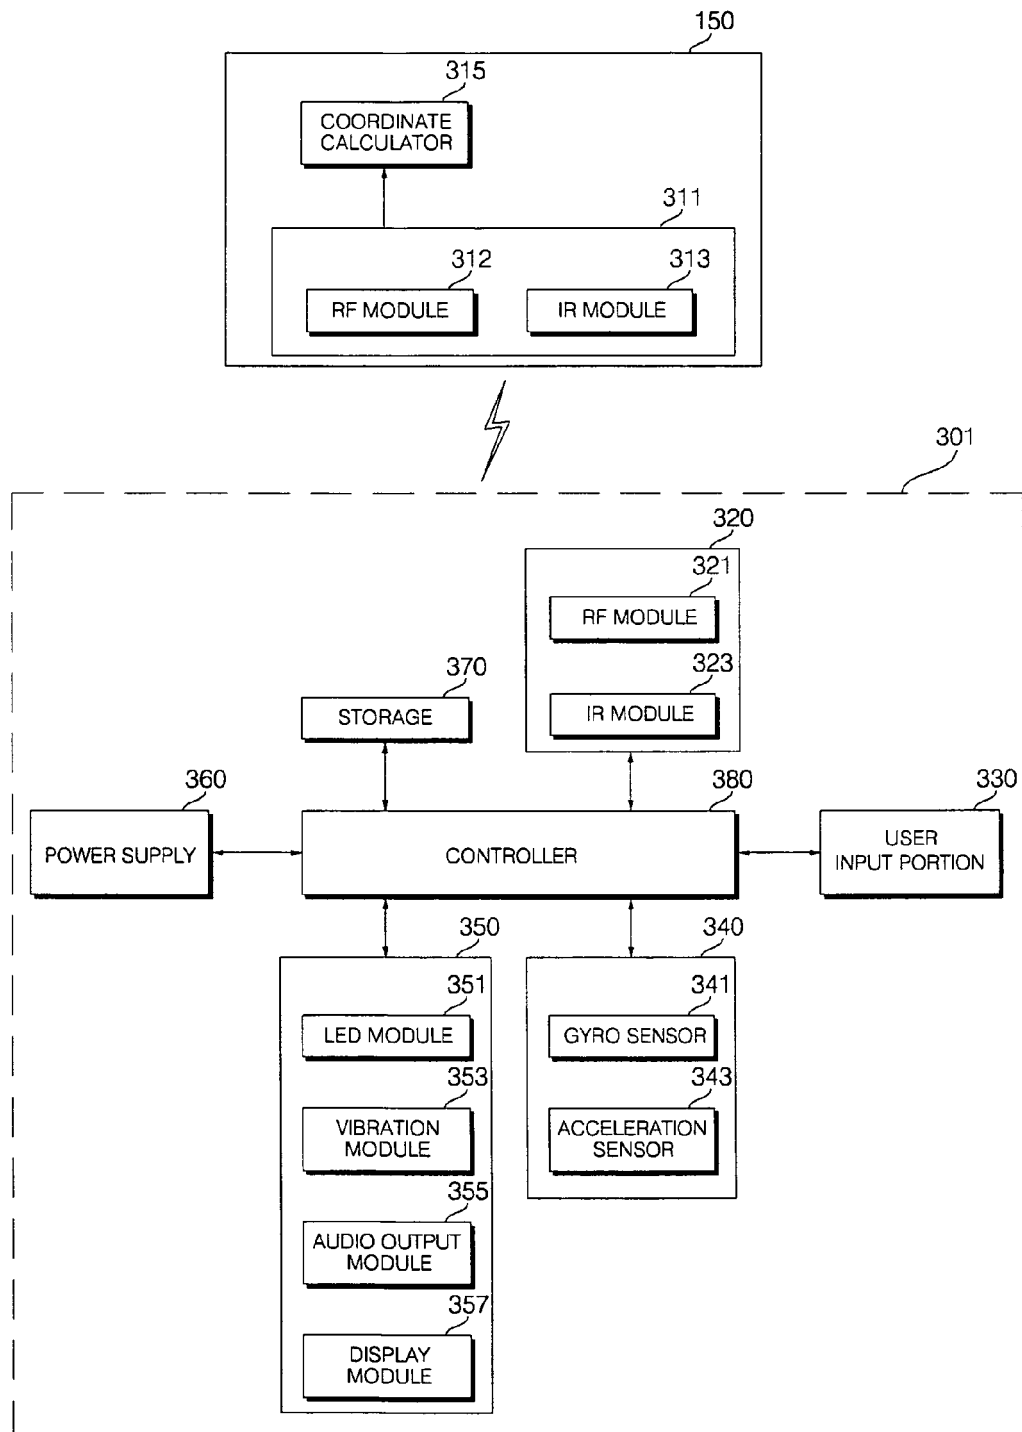 150
315
COORDINATE
CALCULATOR
311
312
313
RF MODULE
IR MODULE
301
320
321
RF MODULE
323
IR MODULE
370
STORAGE
360
380
330
POWER SUPPLY
CONTROLLER
USER
INPUT PORTION
350
340
351
LED MODULE
341
GYRO SENSOR
353
VIBRATION
MODULE
343
ACCELERATION
SENSOR
355
AUDIO OUTPUT
MODULE
357
DISPLAY
MODULE